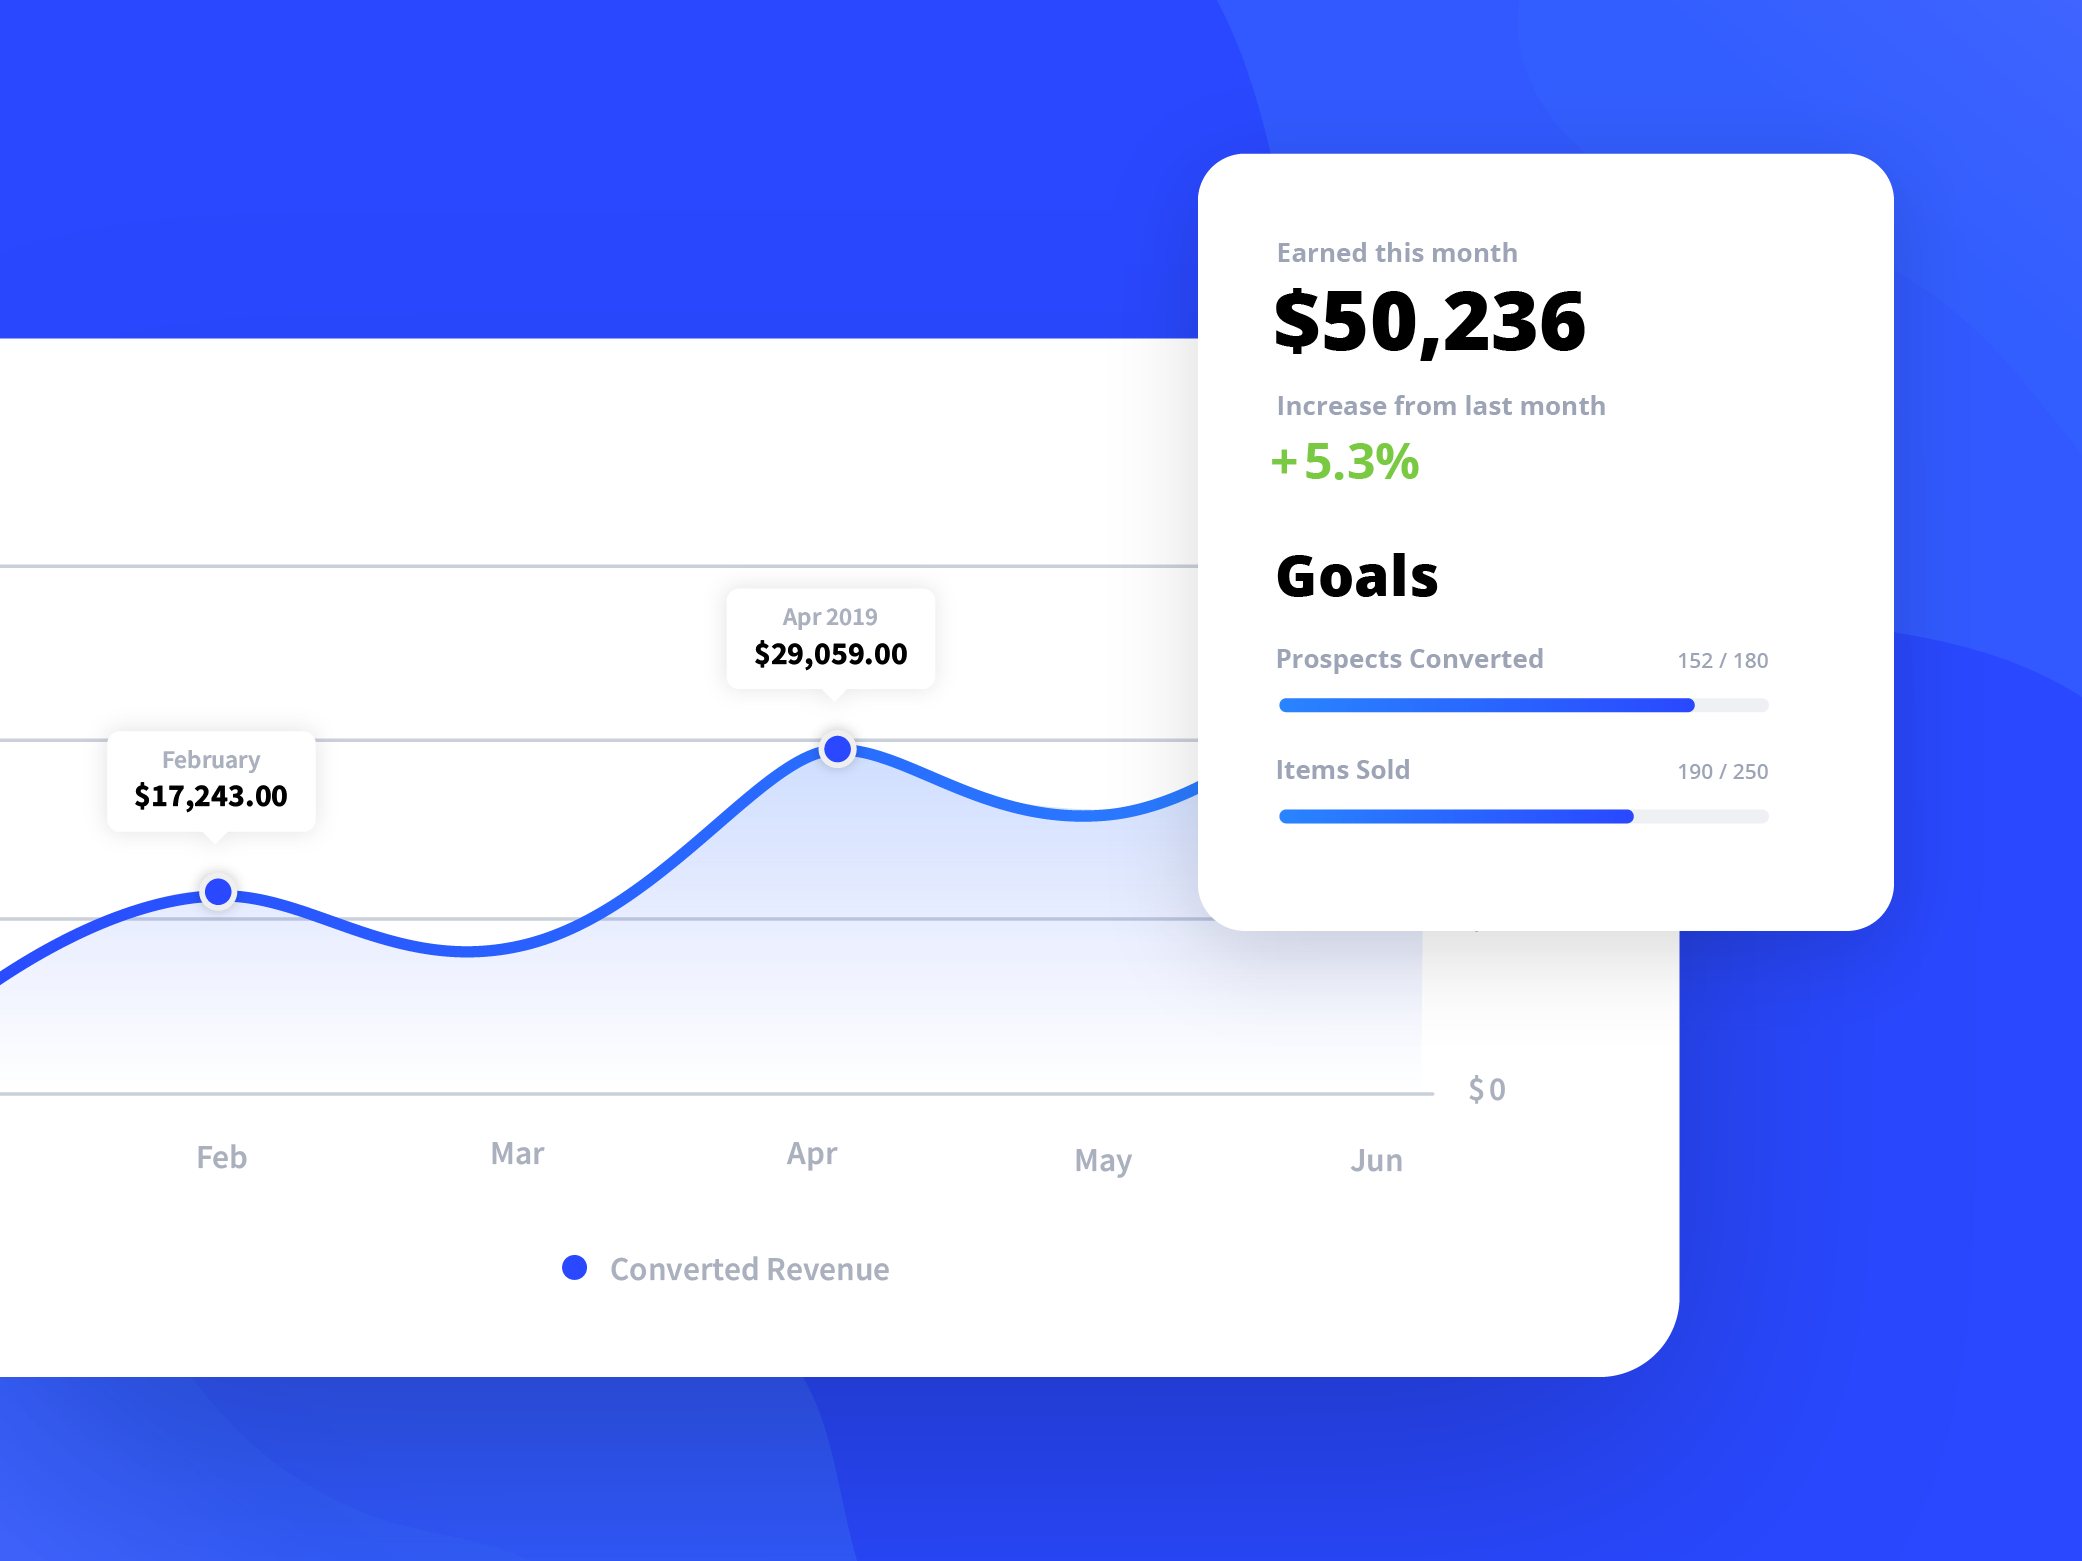 Earned this month
$50,236
Increase from last month
+5.3%
Goals
Prospects Converted
152 / 180
Items Sold
190 / 250
Apr 2019
$29,059.00
February
$17,243.00
$0
Feb
Mar
Apr
May
Jun
Converted Revenue